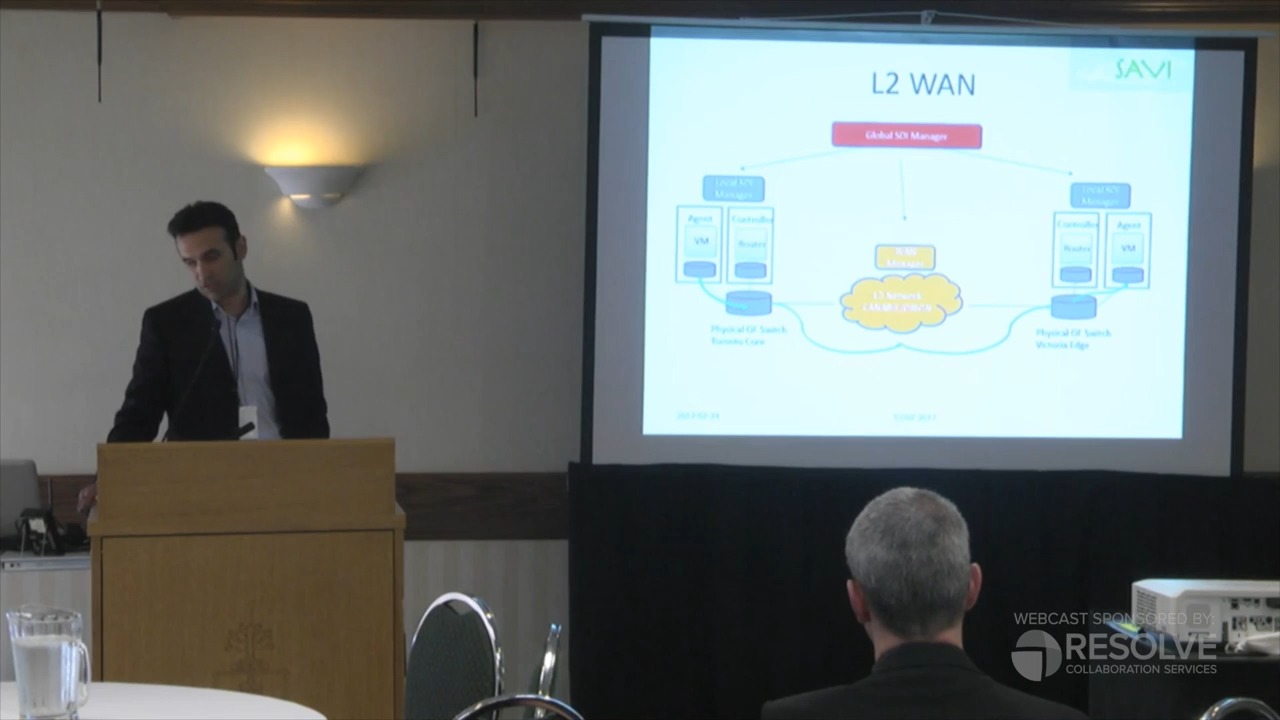 SAVI
L2 WAN
Global SDI Manager
Local SDI
Manager
Local SDI
Manager
Agent
Controller
Controller
Agent
VM
Router
Router
VM
Manager
L2 Network
Physical OF Switch
Toronto Core
Physical OF Switch
Victoria Edge
WEBCAST SPONSORED BY:
RESOLVE
COLLABORATION SERVICES